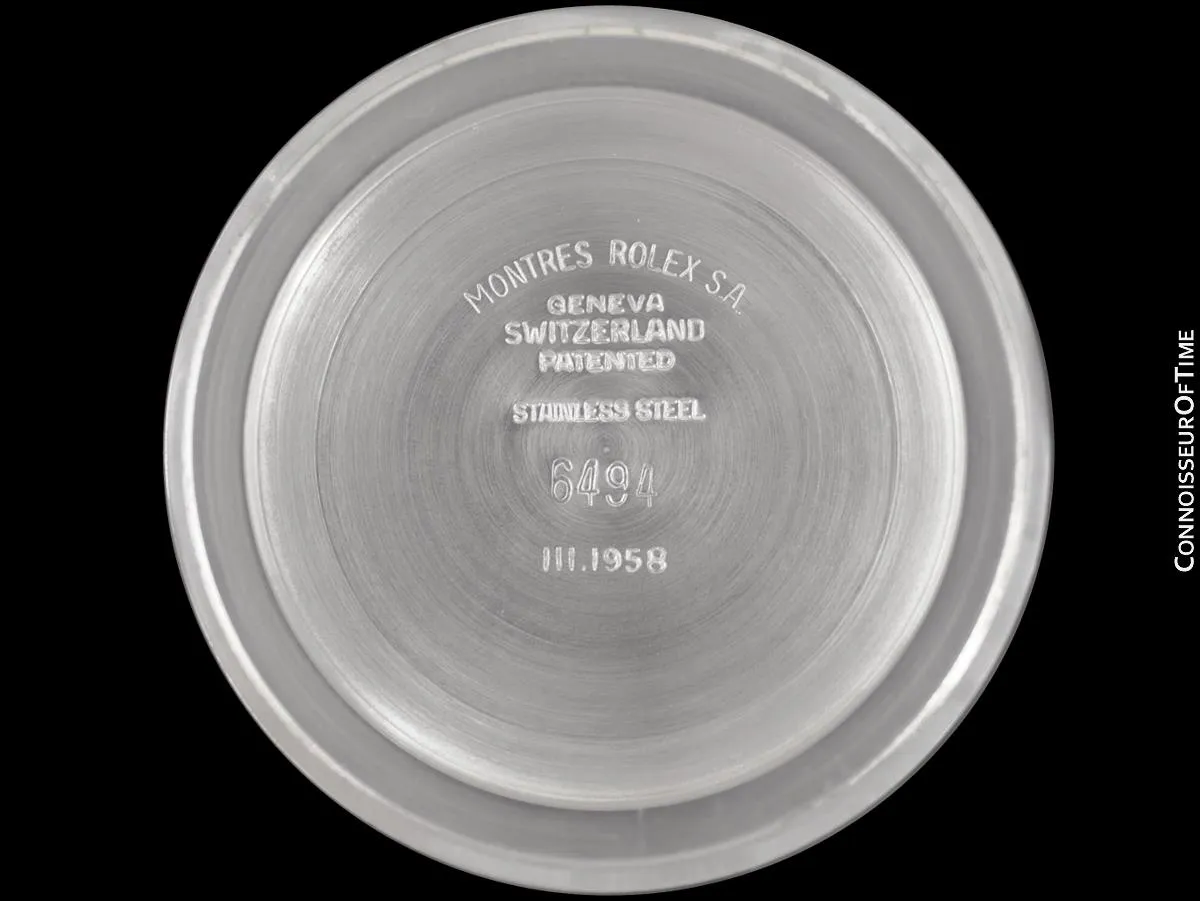 MONTRES ROLEX S.A.
GENEVA
SWITZERLAND
PATENTED
STAINLESS STEEL
6494
III.1958
CONNOISSEUROFTIME